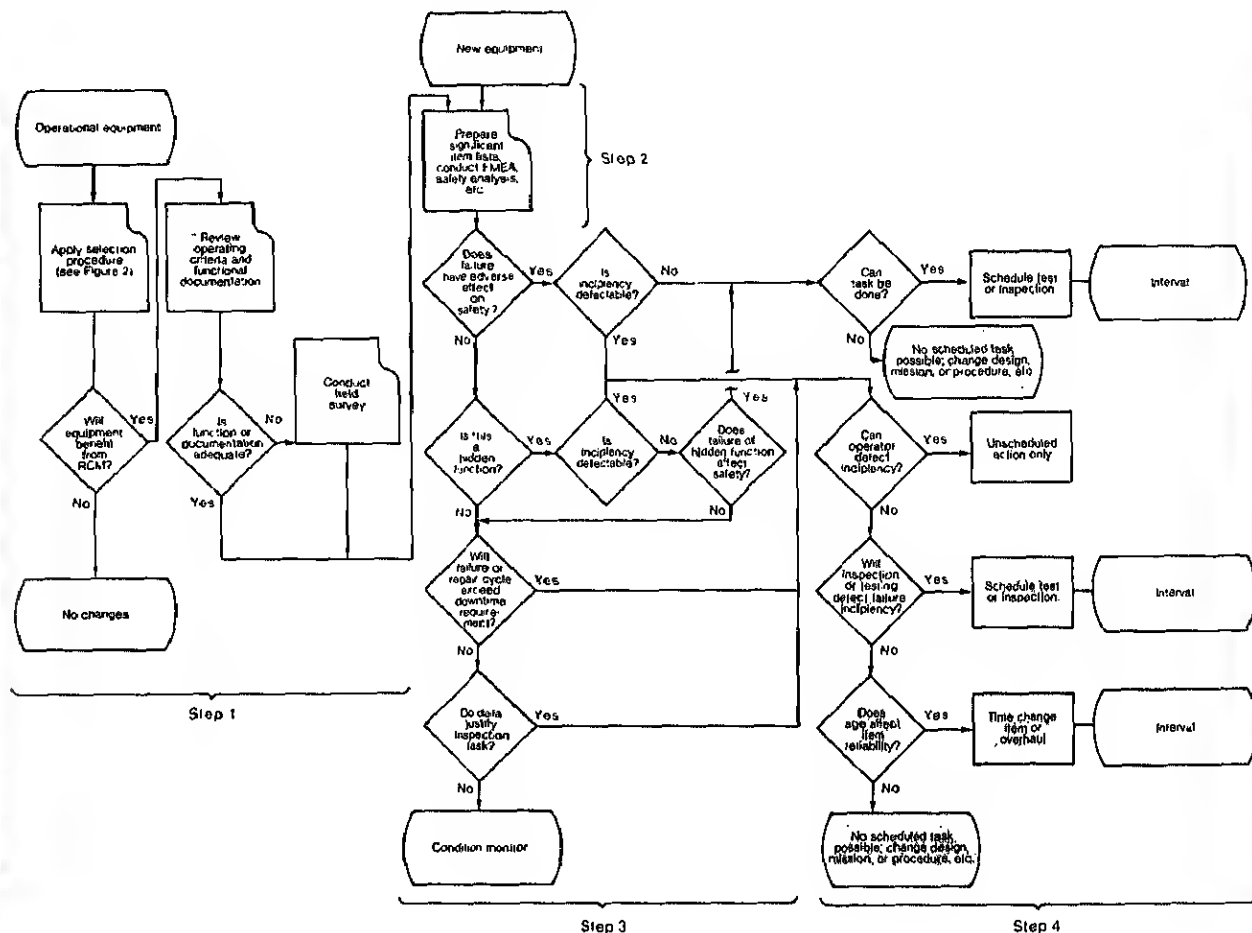 New equipment
Operational equipment
Prepare
significant
item lists,
conduct FMEA,
safety analysis,
etc
Step 2
Apply selection
procedure
(see Figure 2)
Review
operating
criteria and
functional
documentation
Does
failure
have adverse
effect
on
safety?
Yes
No
Is
incipiency
detectable?
No
Yes
Can
task be
done?
Yes
No
Schedule test
or inspection
Interval
No scheduled task
possible; change design,
mission, or procedure, etc
Conduct
field
survey
Will
equipment
benefit
from
RCM?
Yes
No
Is
function or
documentation
adequate?
No
Yes
Is this
a
hidden
function?
Yes
No
Yes
Is
incipiency
detectable?
No
Yes
Does
failure of
hidden function
affect
safety?
No
Can
operator
detect
incipiency?
Yes
No
Unscheduled
action only
No changes
Will
failure or
repair cycle
exceed
downtime
require-
ment?
Yes
No
Will
inspection
or testing
detect failure
incipiency?
Yes
No
Schedule test
or inspection.
Interval
Step 1
Do data
justify
inspection
task?
Yes
No
Does
age affect
item
reliability?
Yes
No
Time change
item or
overhaul
Interval
Condition monitor
No scheduled task
possible; change design,
mission, or procedure, etc.
Step 3
Step 4